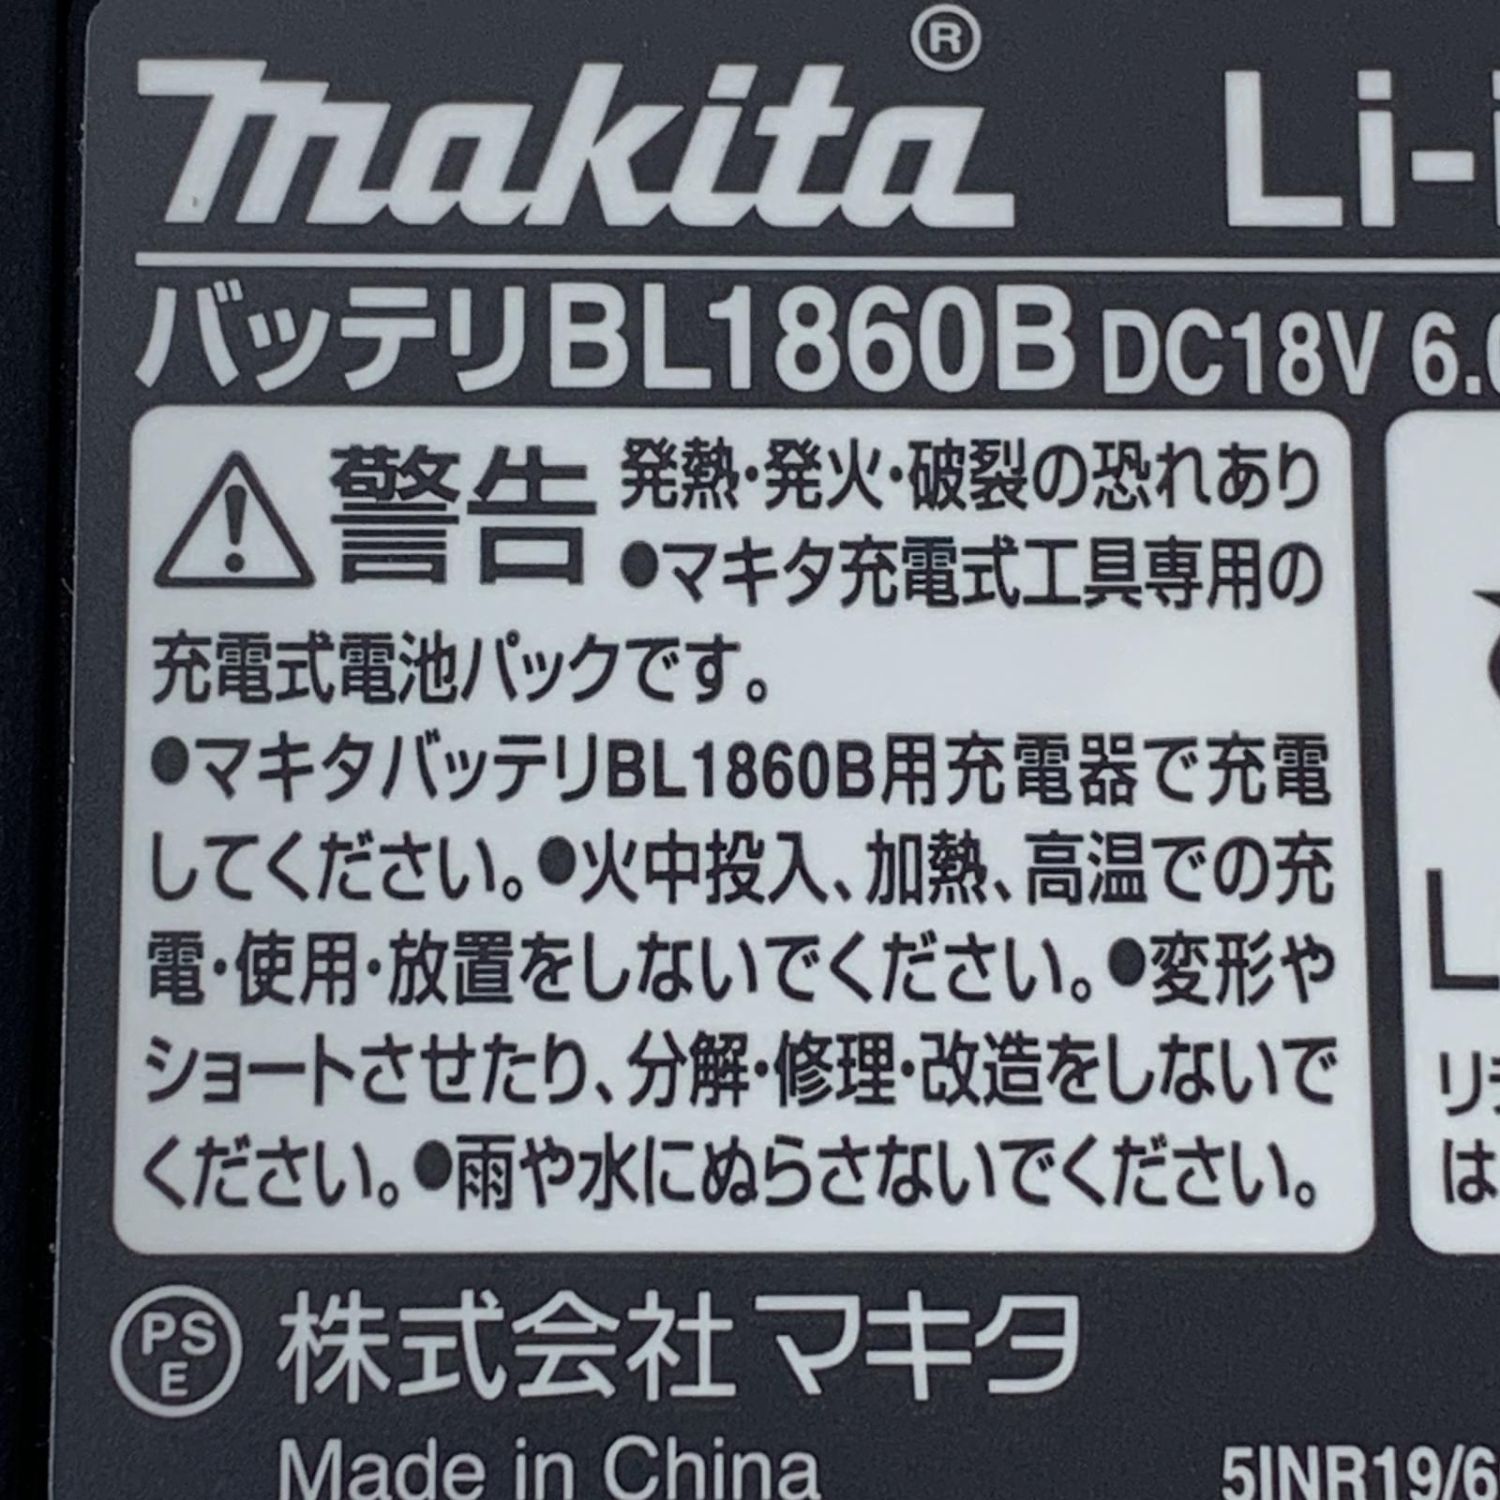 makita® Li-i
バッテリBL1860B DC18V 6.0
警告 発熱・発火・破裂の恐れあり
●マキタ充電式工具専用の
充電式電池パックです。
●マキタバッテリBL1860B用充電器で充電
してください。●火中投入、加熱、高温での充
電・使用・放置をしないでください。●変形や
ショートさせたり、分解・修理・改造をしないで
ください。●雨や水にぬらさないでください。
L
リチ
は
PSE 株式会社マキタ
Made in China
5INR19/6